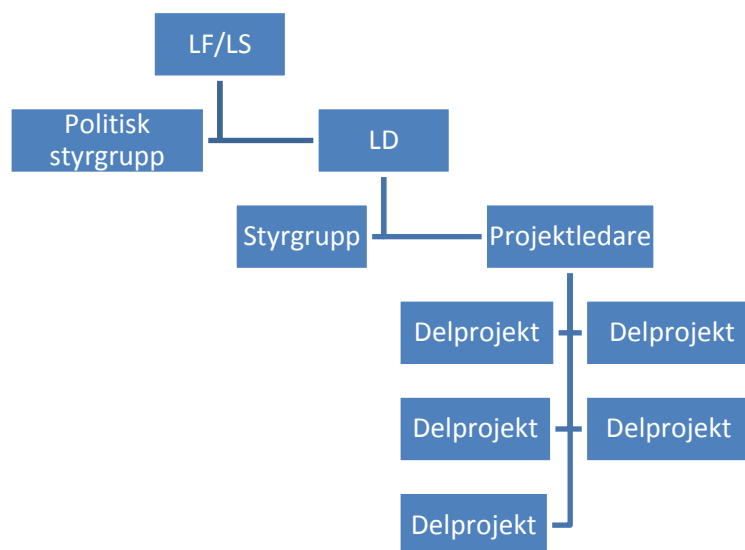 LF/LS
Politisk
styrgrupp
LD
Styrgrupp
Projektledare
Delprojekt
Delprojekt
Delprojekt
Delprojekt
Delprojekt